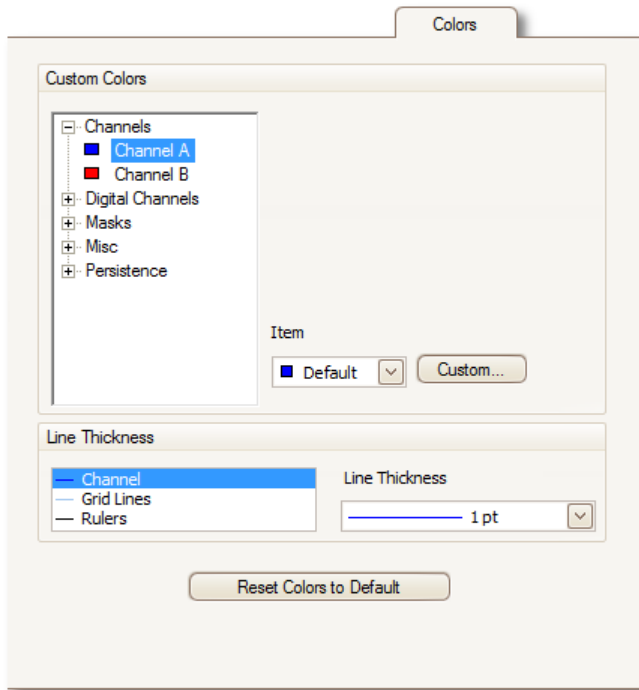 Colors
Custom Colors
Channels
Channel A
Channel B
Digital Channels
Masks
Misc
Persistence
Item
Default
Custom...
Line Thickness
Channel
Grid Lines
Rulers
Line Thickness
1 pt
Reset Colors to Default